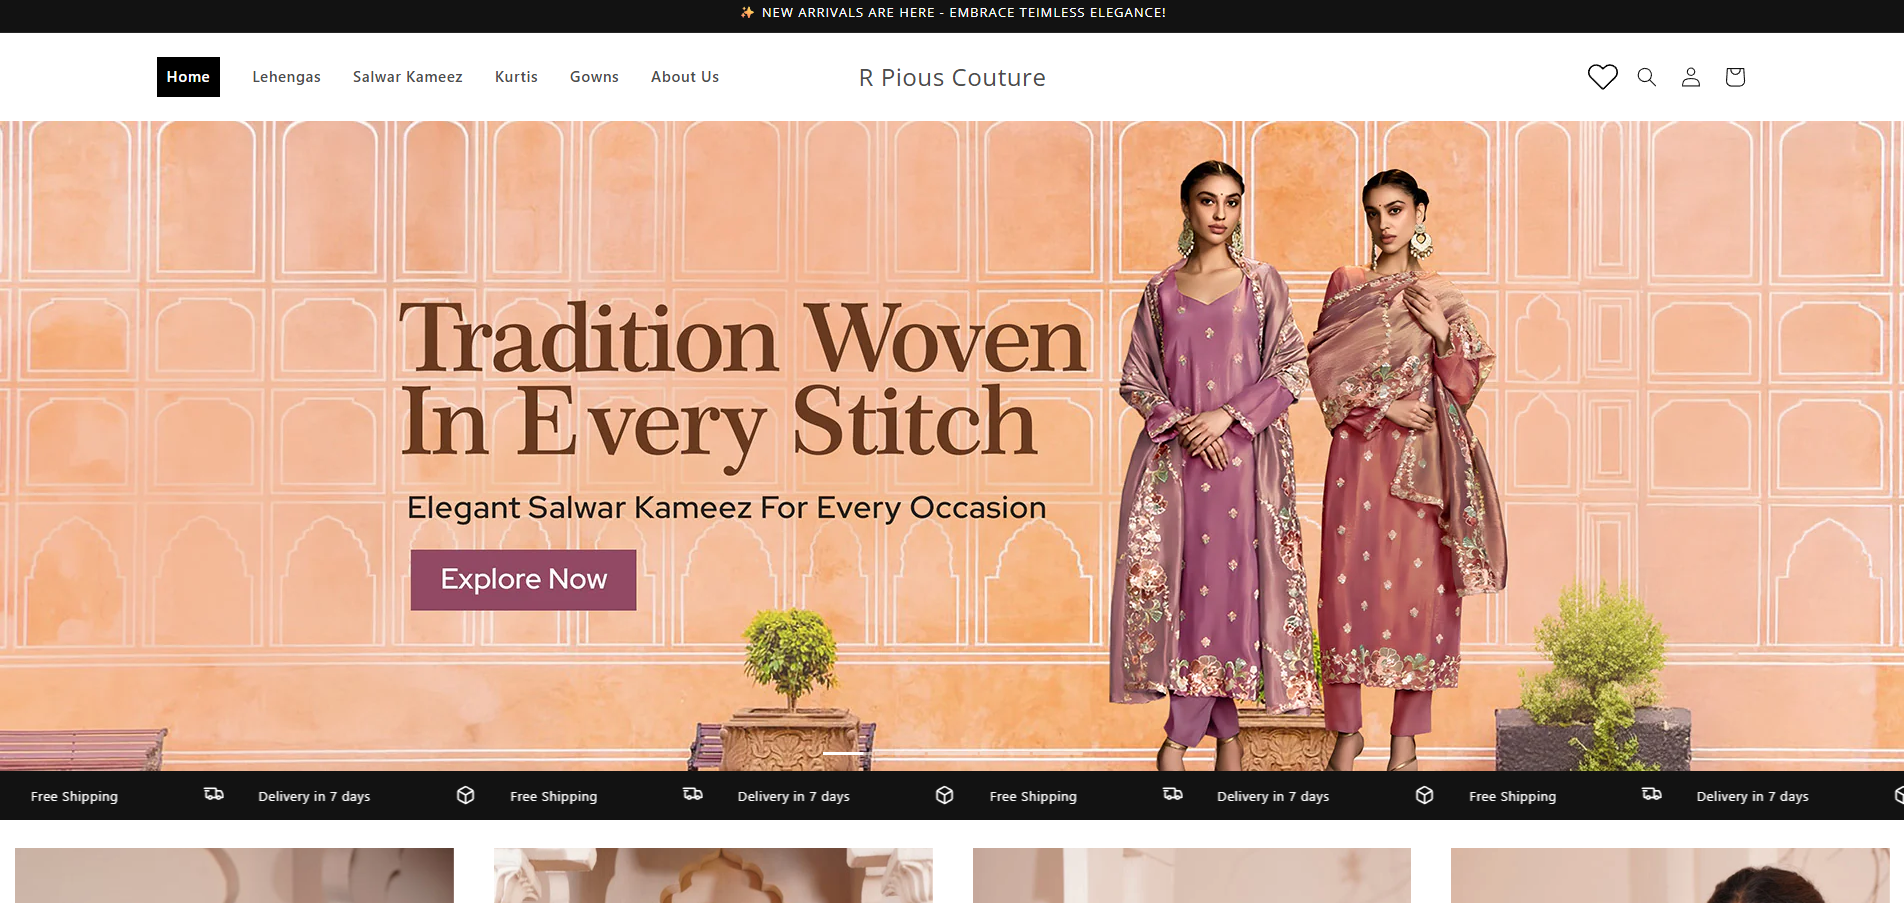 ✨ NEW ARRIVALS ARE HERE - EMBRACE TEIMLESS ELEGANCE!
Home Lehengas Salwar Kameez Kurtis Gowns About Us R Pious Couture
Tradition Woven
In Every Stitch
Elegant Salwar Kameez For Every Occasion
Explore Now
Free Shipping Delivery in 7 days Free Shipping Delivery in 7 days Free Shipping Delivery in 7 days Free Shipping Delivery in 7 days